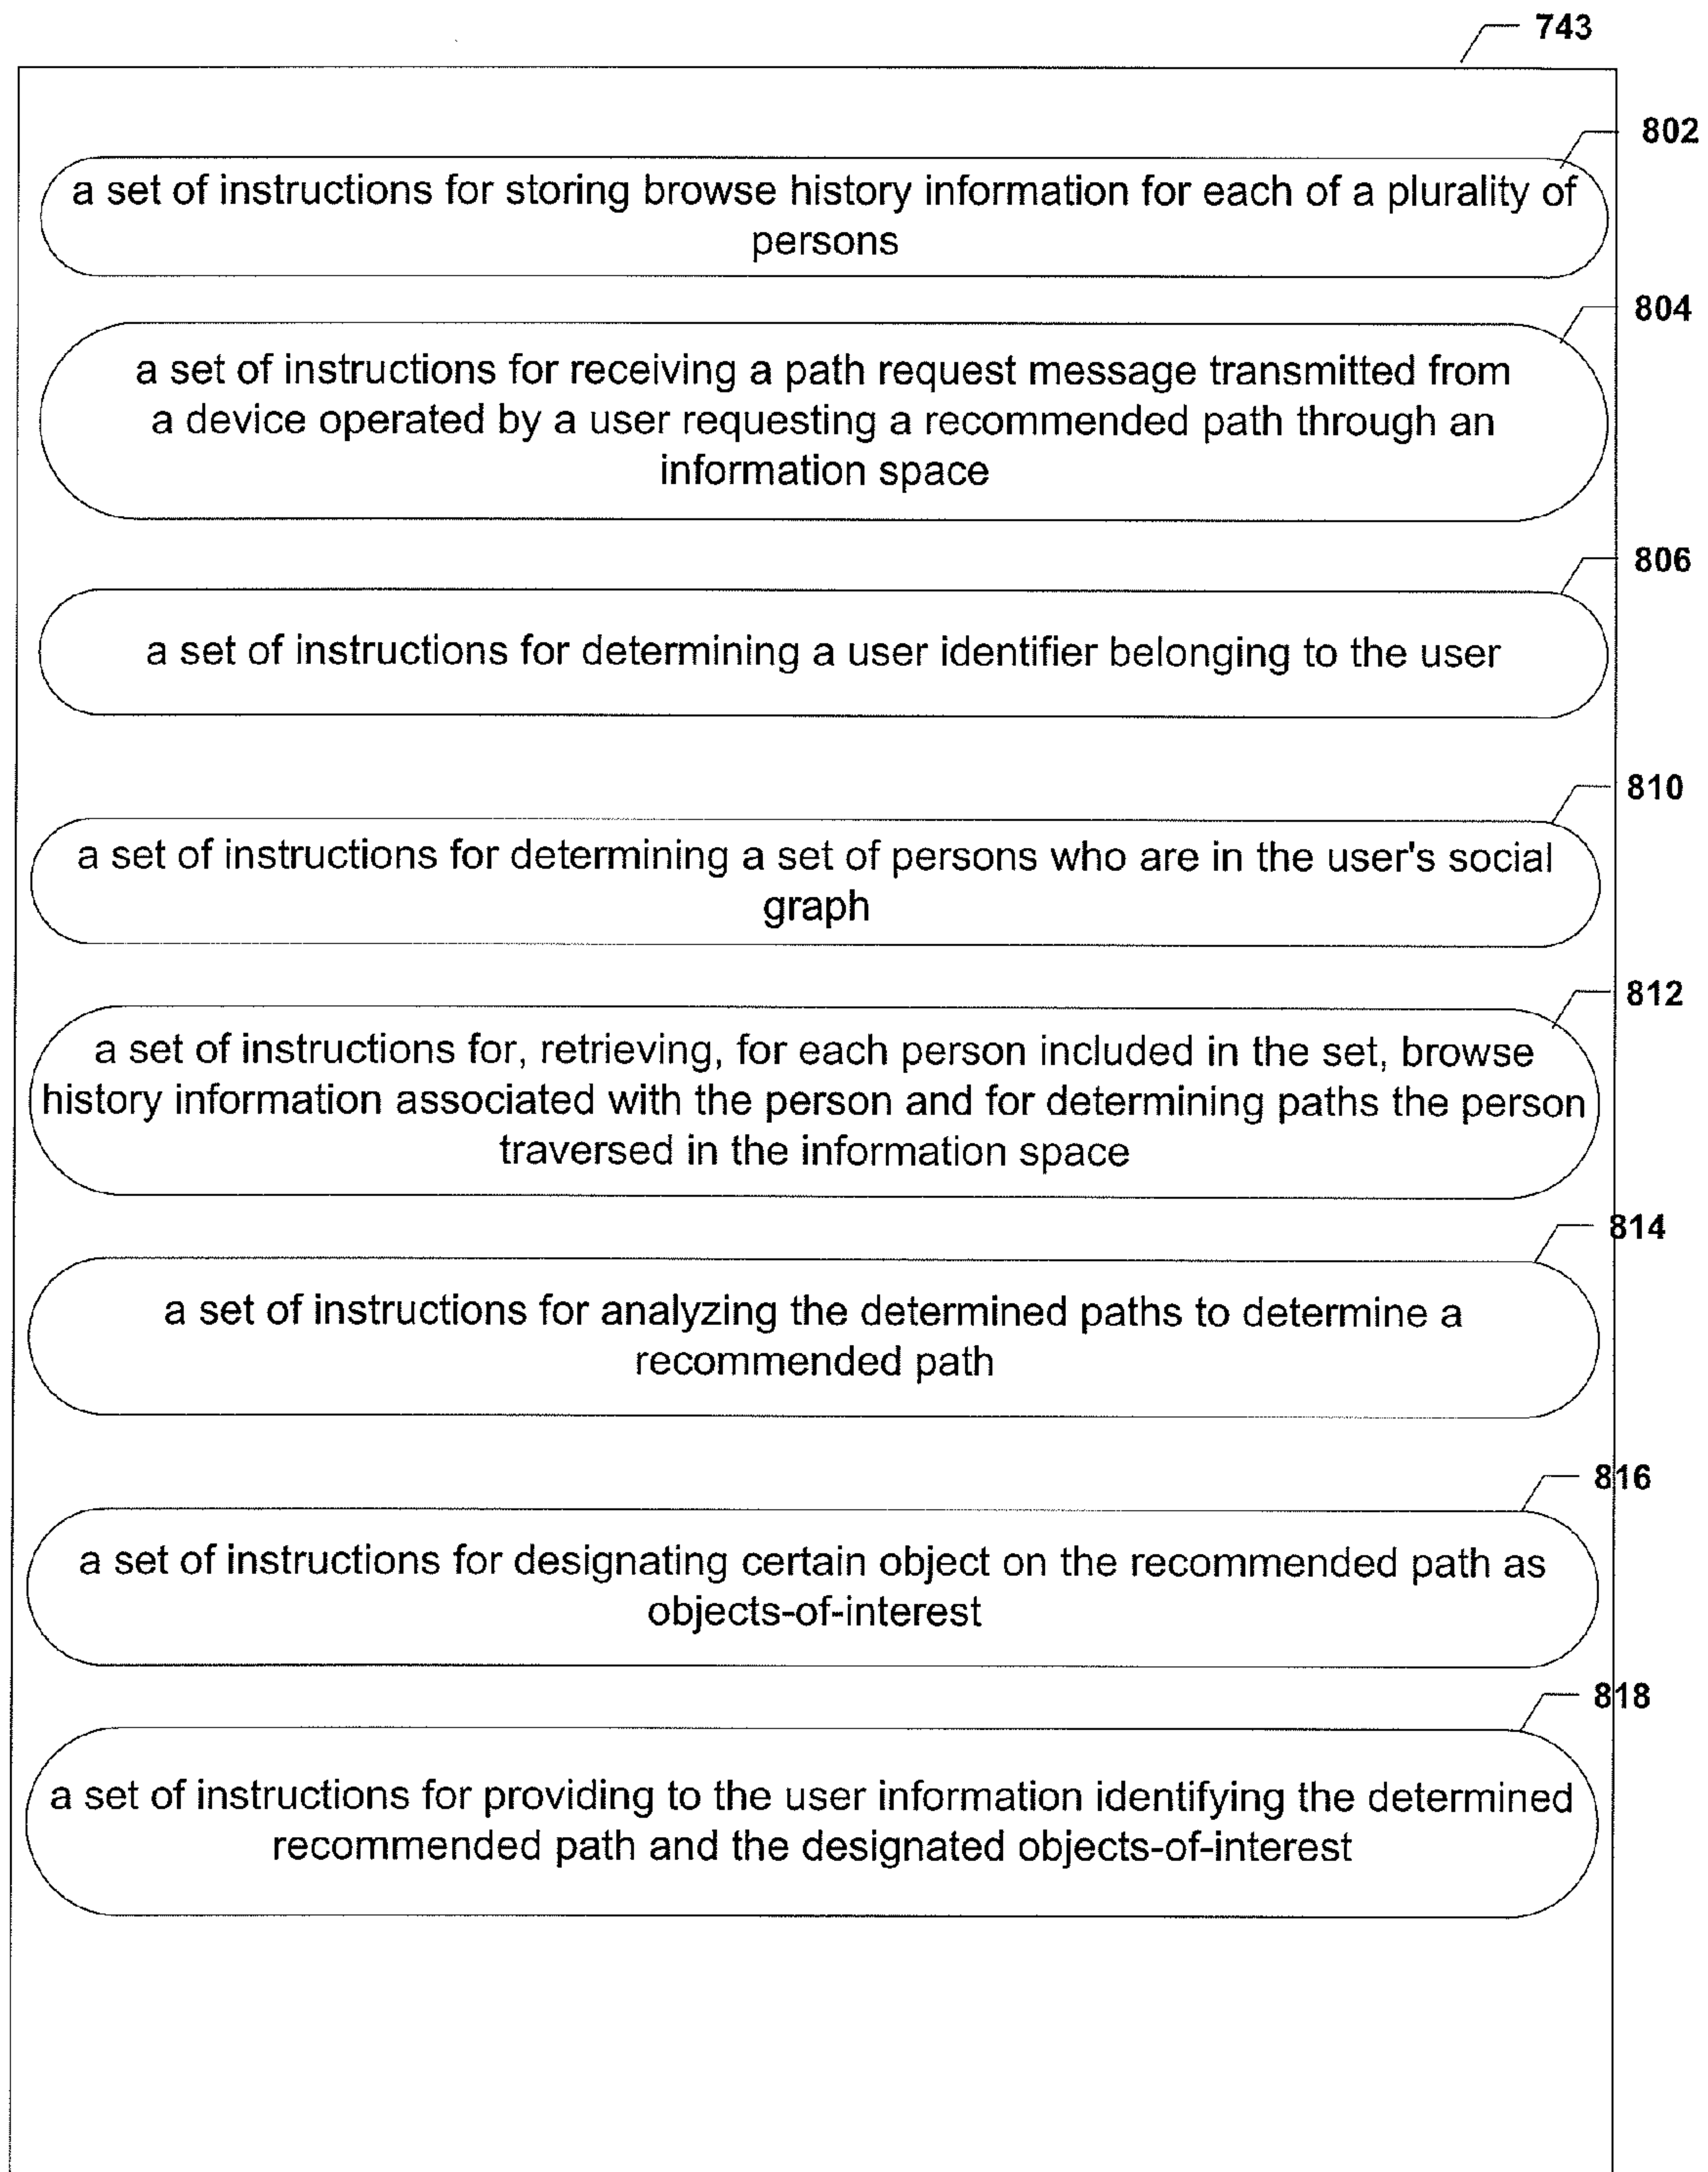 743
802
a set of instructions for storing browse history information for each of a plurality of
persons
804
a set of instructions for receiving a path request message transmitted from
a device operated by a user requesting a recommended path through an
information space
806
a set of instructions for determining a user identifier belonging to the user
810
a set of instructions for determining a set of persons who are in the user's social
graph
812
a set of instructions for, retrieving, for each person included in the set, browse
history information associated with the person and for determining paths the person
traversed in the information space
814
a set of instructions for analyzing the determined paths to determine a
recommended path
816
a set of instructions for designating certain object on the recommended path as
objects-of-interest
818
a set of instructions for providing to the user information identifying the determined
recommended path and the designated objects-of-interest